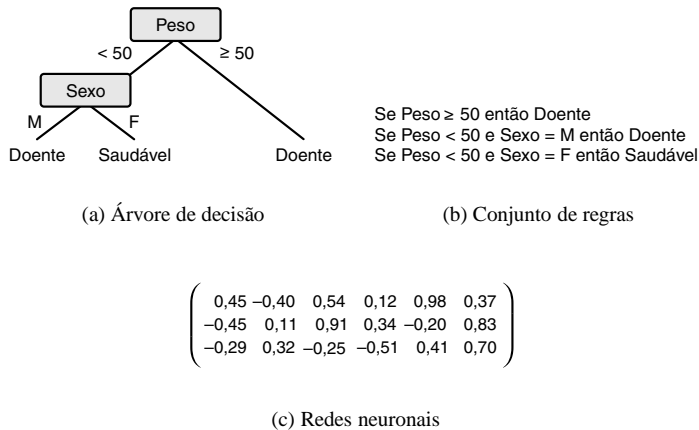 Peso
< 50
≥ 50
Sexo
M
F
Doente
Saudável
Doente
Se Peso ≥ 50 então Doente
Se Peso < 50 e Sexo = M então Doente
Se Peso < 50 e Sexo = F então Saudável
(a) Árvore de decisão
(b) Conjunto de regras
0,45 –0,40 0,54 0,12 0,98 0,37
–0,45 0,11 0,91 0,34 –0,20 0,83
–0,29 0,32 –0,25 –0,51 0,41 0,70
(c) Redes neuronais